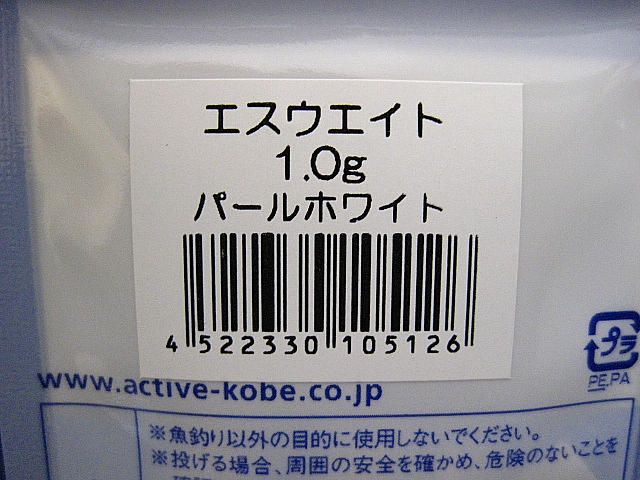 エスウエイト
1.0g
パールホワイト
4 522330 105126
プラ
PE,PA
www.active-kobe.co.jp
※魚釣り以外の目的に使用しないでください。
※投げる場合、周囲の安全を確かめ、危険のないことを